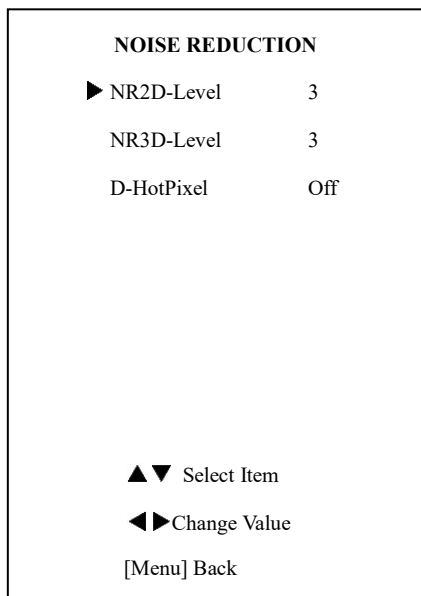 NOISE REDUCTION
▶ NR2D-Level 3
NR3D-Level 3
D-HotPixel Off
▲▼ Select Item
◀▶Change Value
[Menu] Back